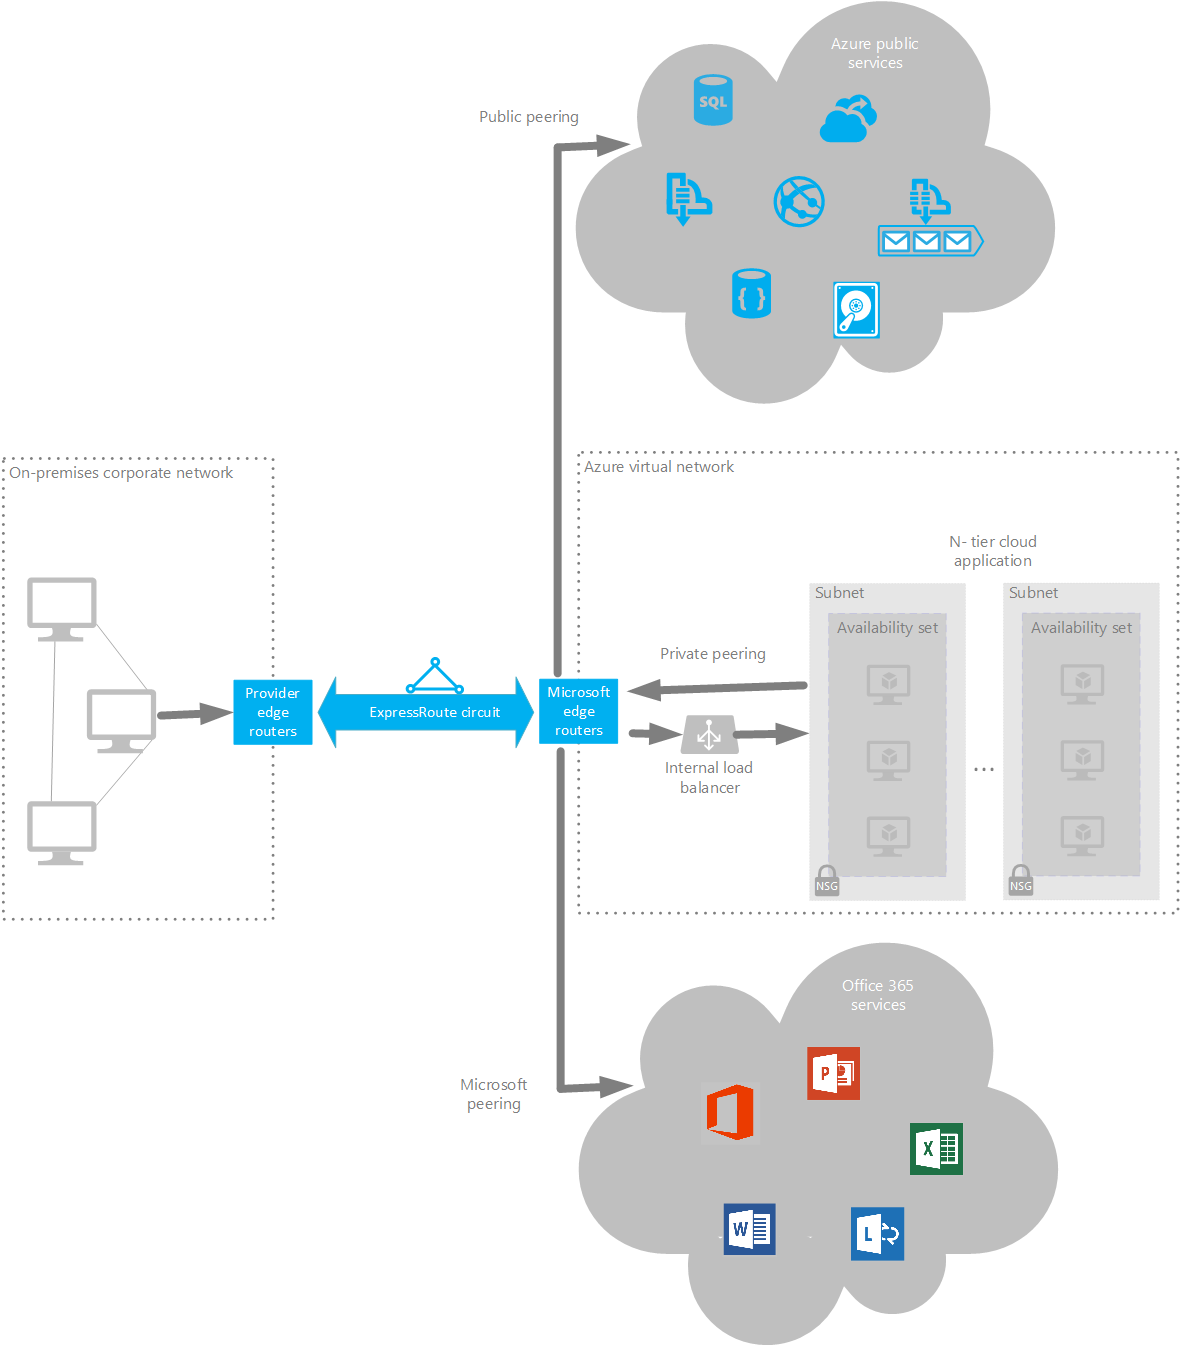 Azure public
services
SQL
Public peering
{ }
On-premises corporate network
Azure virtual network
N- tier cloud
application
Subnet
Subnet
Availability set
Availability set
Private peering
Provider
edge
routers
ExpressRoute circuit
Microsoft
edge
routers
Internal load
balancer
...
NSG
NSG
Office 365
services
Microsoft
peering
P
X
W
L